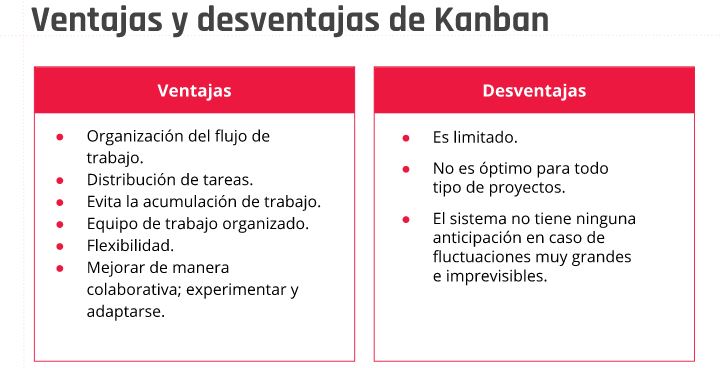 Ventajas y desventajas de Kanban
Ventajas
Organización del flujo de
trabajo.
Distribución de tareas.
Evita la acumulación de trabajo.
Equipo de trabajo organizado.
Flexibilidad.
Mejorar de manera
colaborativa; experimentar y
adaptarse.
Desventajas
Es limitado.
No es óptimo para todo
tipo de proyectos.
El sistema no tiene ninguna
anticipación en caso de
fluctuaciones muy grandes
e imprevisibles.